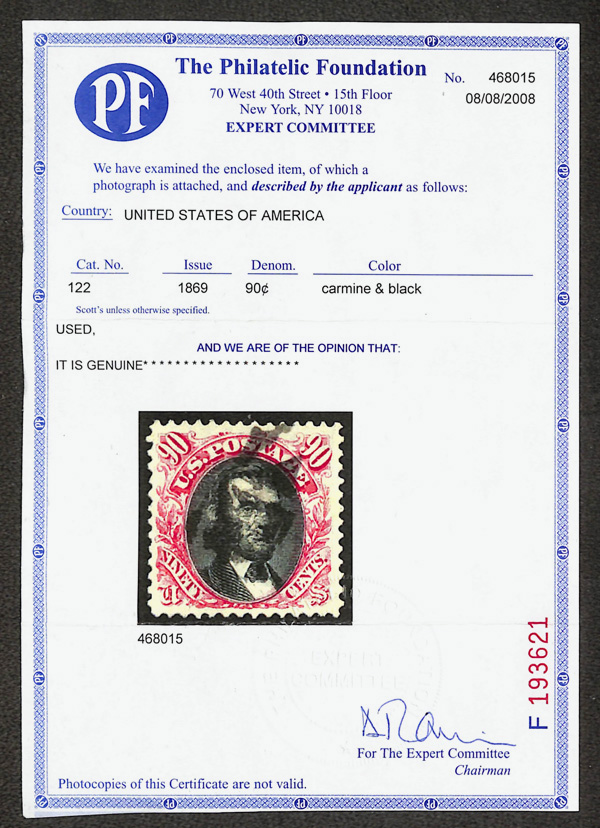 PF
The Philatelic Foundation
70 West 40th Street • 15th Floor
New York, NY 10018
EXPERT COMMITTEE
No. 468015
08/08/2008
We have examined the enclosed item, of which a
photograph is attached, and described by the applicant as follows:
Country: UNITED STATES OF AMERICA
Cat. No. Issue Denom. Color
122 1869 90¢ carmine & black
Scott's unless otherwise specified.
USED,
AND WE ARE OF THE OPINION THAT:
IT IS GENUINE* * * * * * * * * * * * * * * * * * * *
90 90
U.S. POSTAGE
NINETY CENTS.
U S
468015
F 193621
For The Expert Committee
Chairman
Photocopies of this Certificate are not valid.